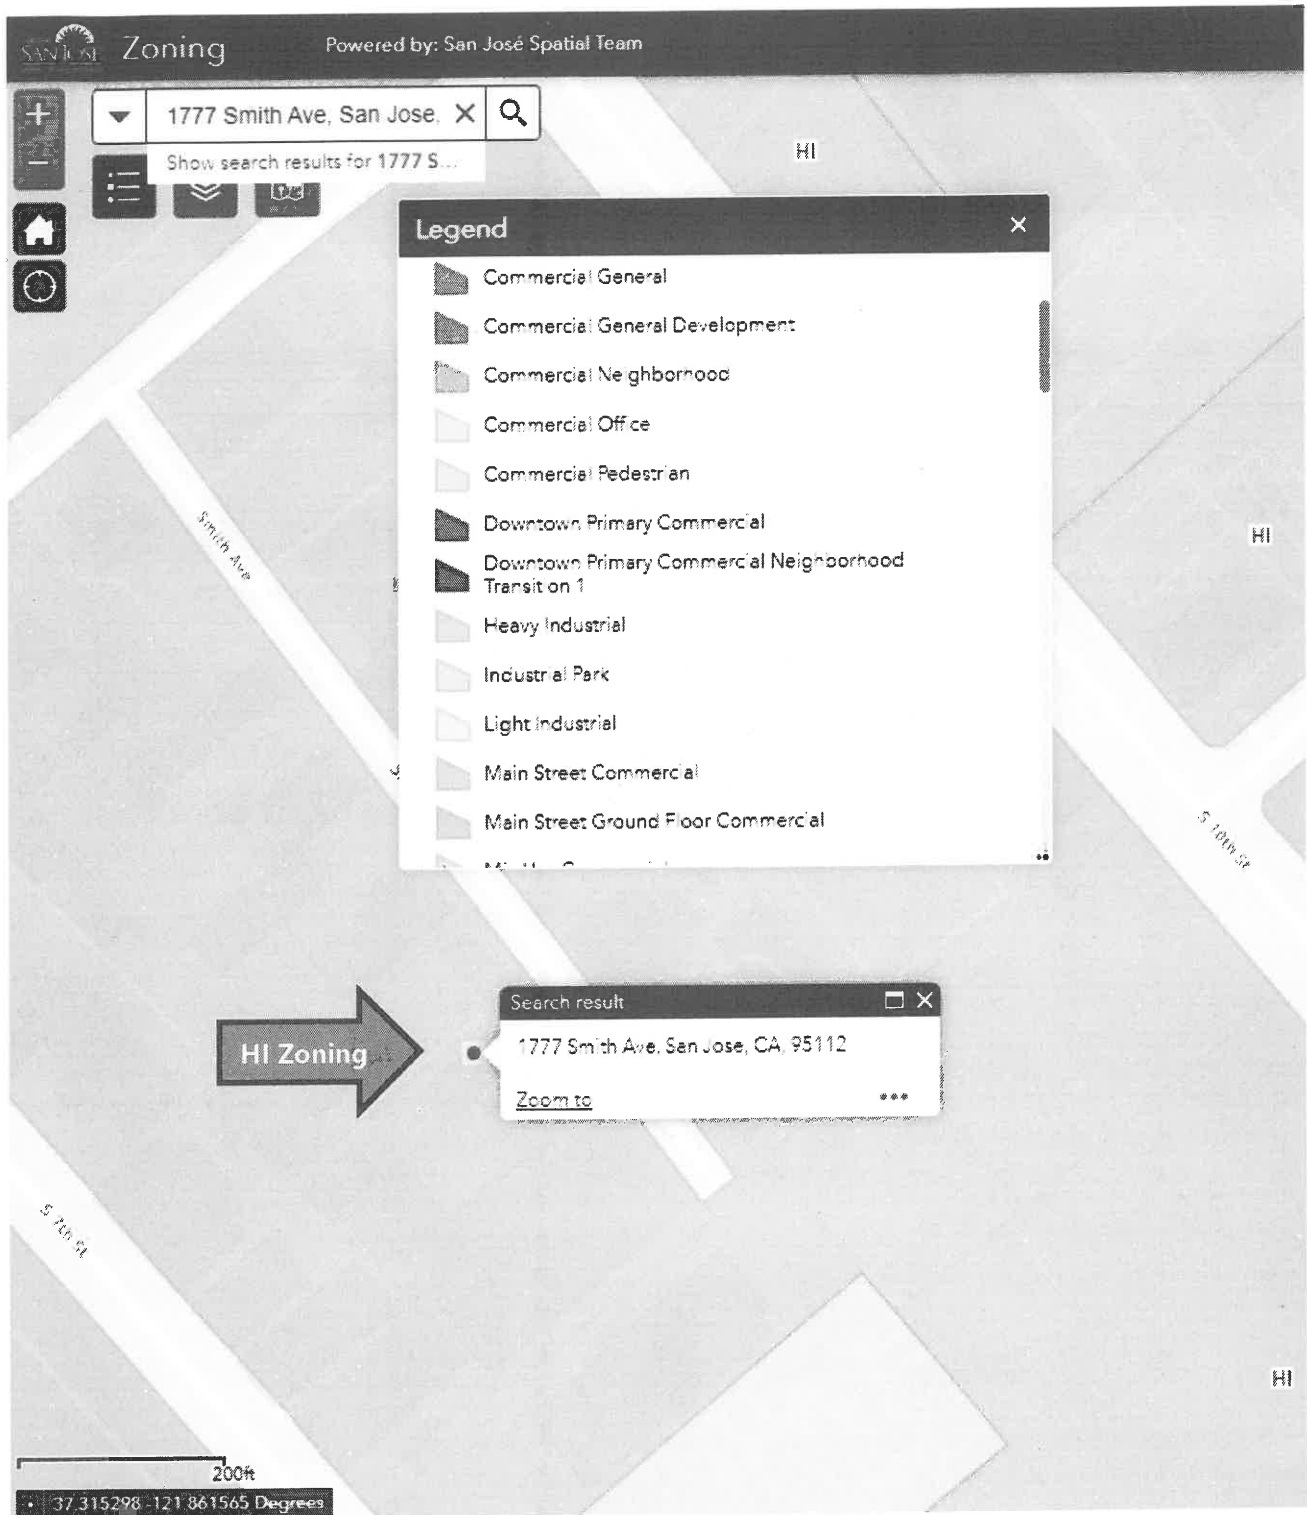 SAN JOSE
Zoning
Powered by: San José Spatial Team
1777 Smith Ave, San Jose,
Show search results for 1777 S...
HI
Legend
Commercial General
Commercial General Development
Commercial Neighborhood
Commercial Office
Commercial Pedestrian
Downtown Primary Commercial
Downtown Primary Commercial Neighborhood
Transition 1
Heavy Industrial
Industrial Park
Light Industrial
Main Street Commercial
Main Street Ground Floor Commercial
Smith Ave
HI
S 10th St
Search result
1777 Smith Ave, San Jose, CA, 95112
Zoom to
HI Zoning
S 7th St
HI
200ft
37.315298 -121.861565 Degrees